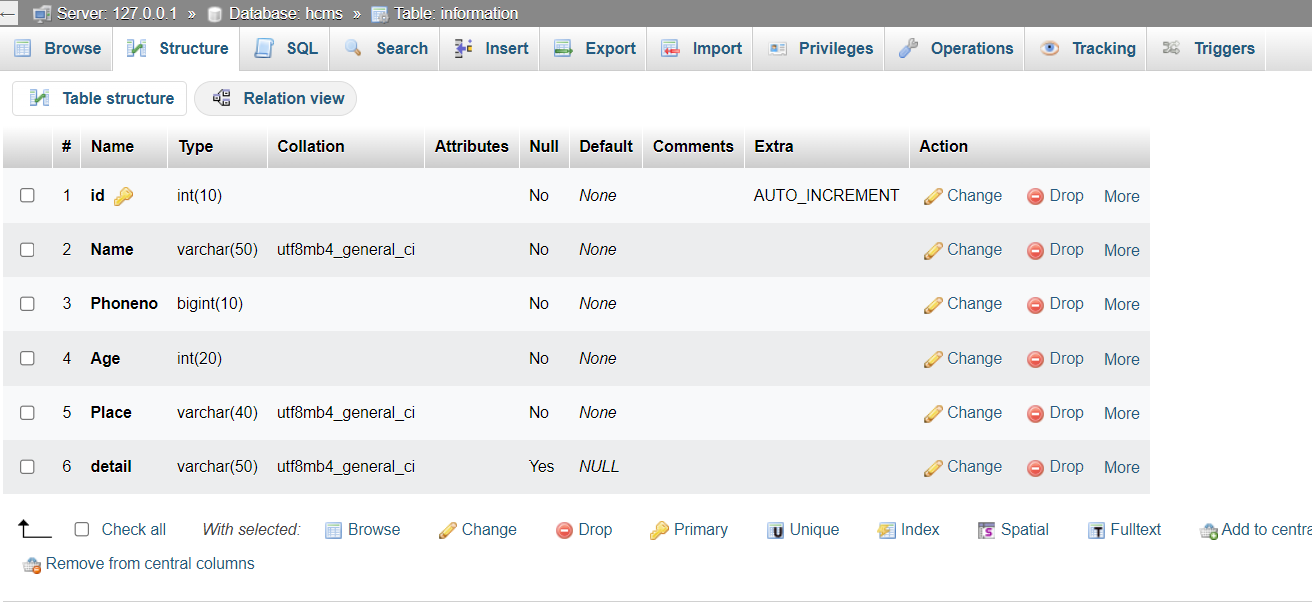 Server: 127.0.0.1 » Database: hcms » Table: information
Browse Structure SQL Search Insert Export Import Privileges Operations Tracking Triggers
Table structure Relation view
# Name Type Collation Attributes Null Default Comments Extra Action
1 id int(10) No None AUTO_INCREMENT Change Drop More
2 Name varchar(50) utf8mb4_general_ci No None Change Drop More
3 Phoneno bigint(10) No None Change Drop More
4 Age int(20) No None Change Drop More
5 Place varchar(40) utf8mb4_general_ci No None Change Drop More
6 detail varchar(50) utf8mb4_general_ci Yes NULL Change Drop More
Check all With selected: Browse Change Drop Primary Unique Index Spatial Fulltext Add to centra
Remove from central columns